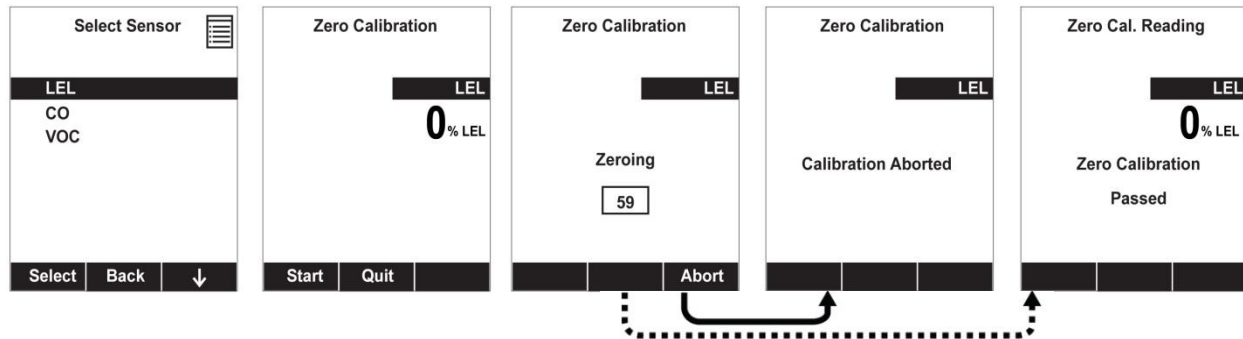 Select Sensor
LEL
CO
VOC
Select Back ↓
Zero Calibration
LEL
0 % LEL
Start Quit
Zero Calibration
LEL
Zeroing
59
Abort
Zero Calibration
LEL
Calibration Aborted
Zero Cal. Reading
LEL
0 % LEL
Zero Calibration
Passed